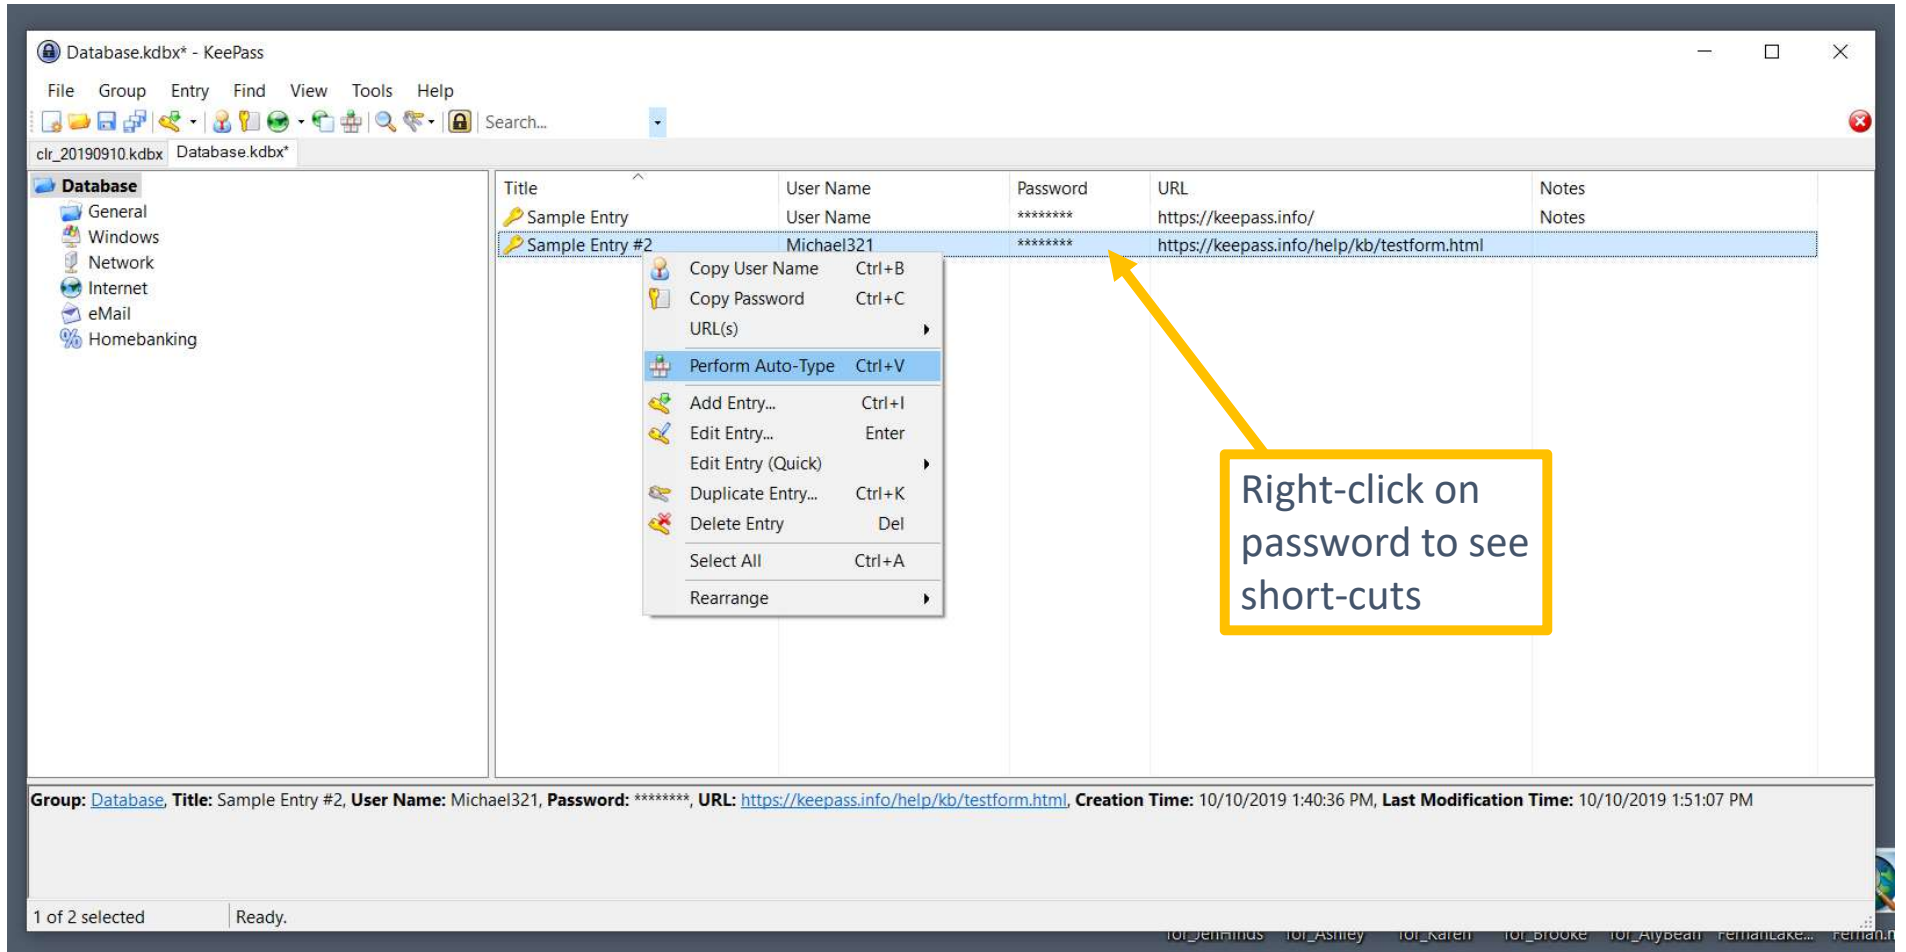 Database.kdbx* - KeePass
File Group Entry Find View Tools Help
Search...
clr_20190910.kdbx Database.kdbx*
Database
General
Windows
Network
Internet
eMail
Homebanking
Title User Name Password URL Notes
Sample Entry User Name ******** https://keepass.info/ Notes
Sample Entry #2 Michael321 ******** https://keepass.info/help/kb/testform.html
Copy User Name Ctrl+B
Copy Password Ctrl+C
URL(s)
Perform Auto-Type Ctrl+V
Add Entry... Ctrl+I
Edit Entry... Enter
Edit Entry (Quick)
Duplicate Entry... Ctrl+K
Delete Entry Del
Select All Ctrl+A
Rearrange
Right-click on
password to see
short-cuts
Group: Database, Title: Sample Entry #2, User Name: Michael321, Password: ********, URL: https://keepass.info/help/kb/testform.html, Creation Time: 10/10/2019 1:40:36 PM, Last Modification Time: 10/10/2019 1:51:07 PM
1 of 2 selected Ready.